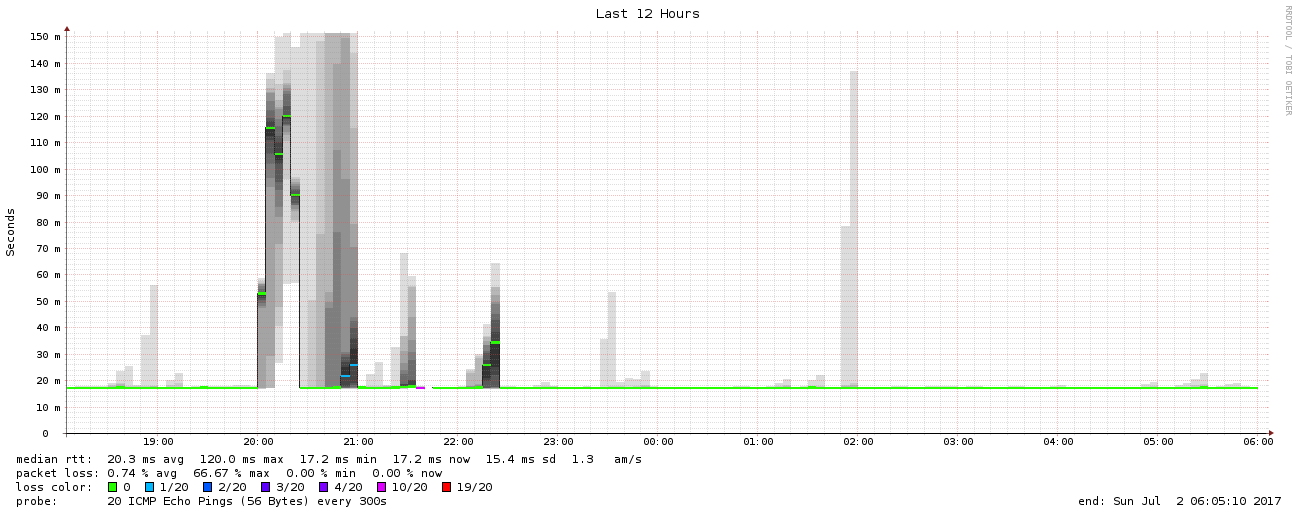 Last 12 Hours
RRDTOOL / TOBI OETIKER
Seconds
150 m
140 m
130 m
120 m
110 m
100 m
90 m
80 m
70 m
60 m
50 m
40 m
30 m
20 m
10 m
0
19:00 20:00 21:00 22:00 23:00 00:00 01:00 02:00 03:00 04:00 05:00 06:00
median rtt: 20.3 ms avg 120.0 ms max 17.2 ms min 17.2 ms now 15.4 ms sd 1.3 am/s
packet loss: 0.74 % avg 66.67 % max 0.00 % min 0.00 % now
loss color: 0 1/20 2/20 3/20 4/20 10/20 19/20
probe: 20 ICMP Echo Pings (56 Bytes) every 300s end: Sun Jul 2 06:05:10 2017